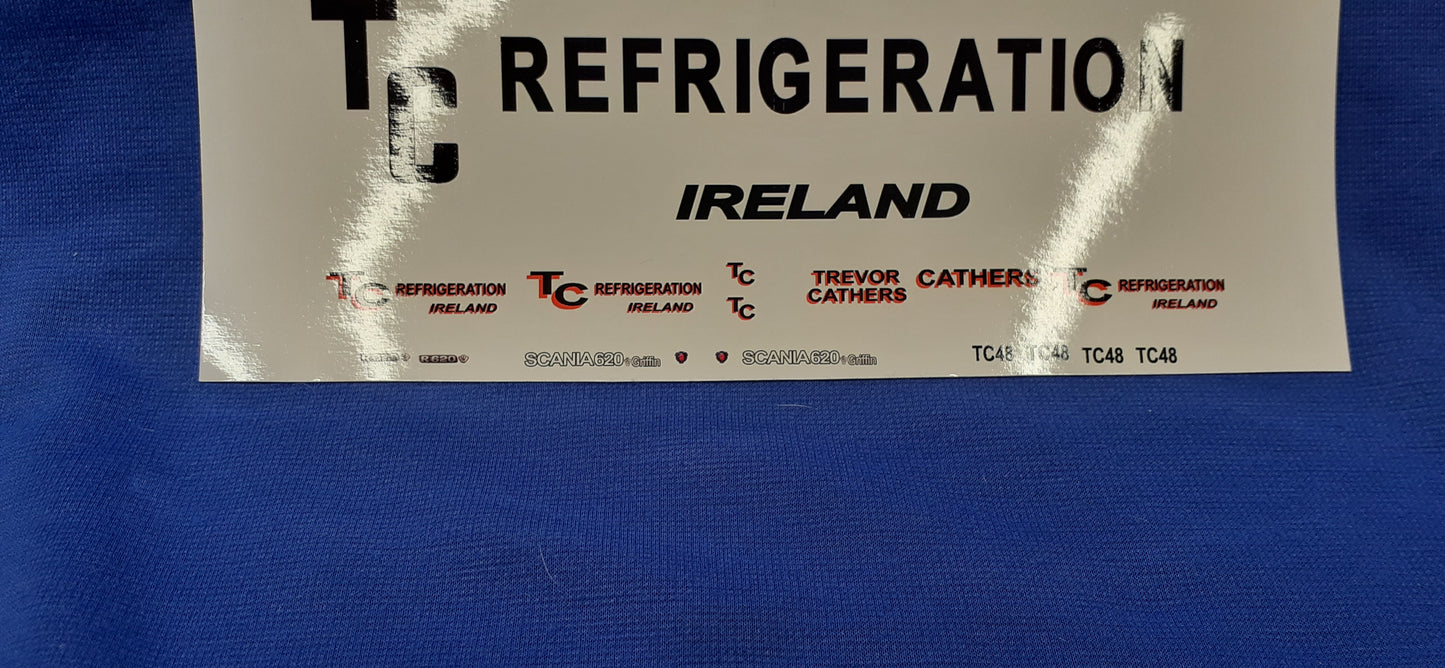 TC REFRIGERATION
IRELAND
TC REFRIGERATION
IRELAND
TC REFRIGERATION
IRELAND
TC
TC
TREVOR
CATHERS
CATHERS
TC REFRIGERATION
IRELAND
R620
SCANIA620 Griffin
SCANIA620 Griffin
TC48 TC48 TC48 TC48